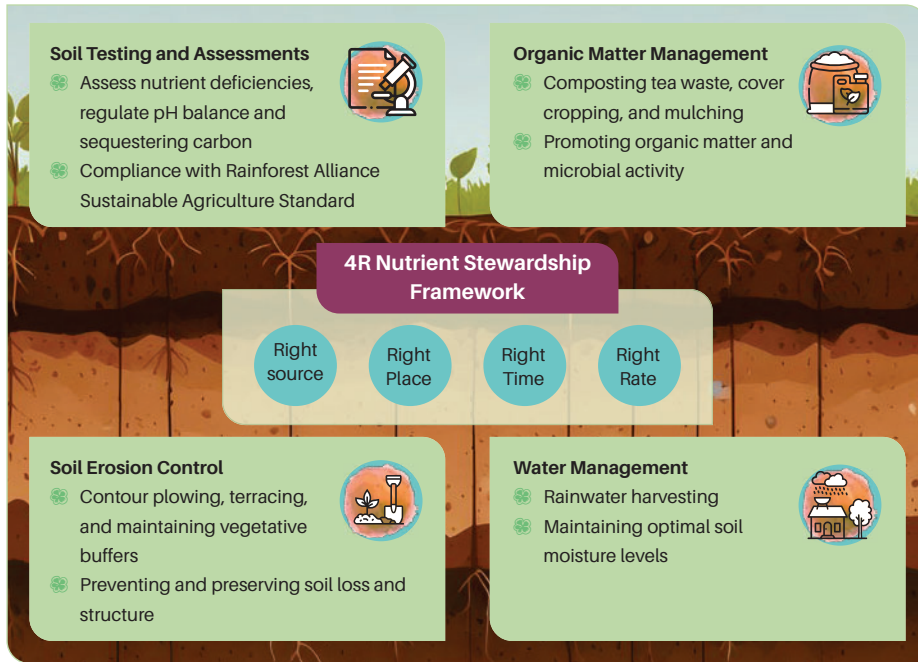 Soil Testing and Assessments
Assess nutrient deficiencies,
regulate pH balance and
sequestering carbon
Compliance with Rainforest Alliance
Sustainable Agriculture Standard
Organic Matter Management
Composting tea waste, cover
cropping, and mulching
Promoting organic matter and
microbial activity
4R Nutrient Stewardship
Framework
Right
source
Right
Place
Right
Time
Right
Rate
Soil Erosion Control
Contour plowing, terracing,
and maintaining vegetative
buffers
Preventing and preserving soil loss and
structure
Water Management
Rainwater harvesting
Maintaining optimal soil
moisture levels